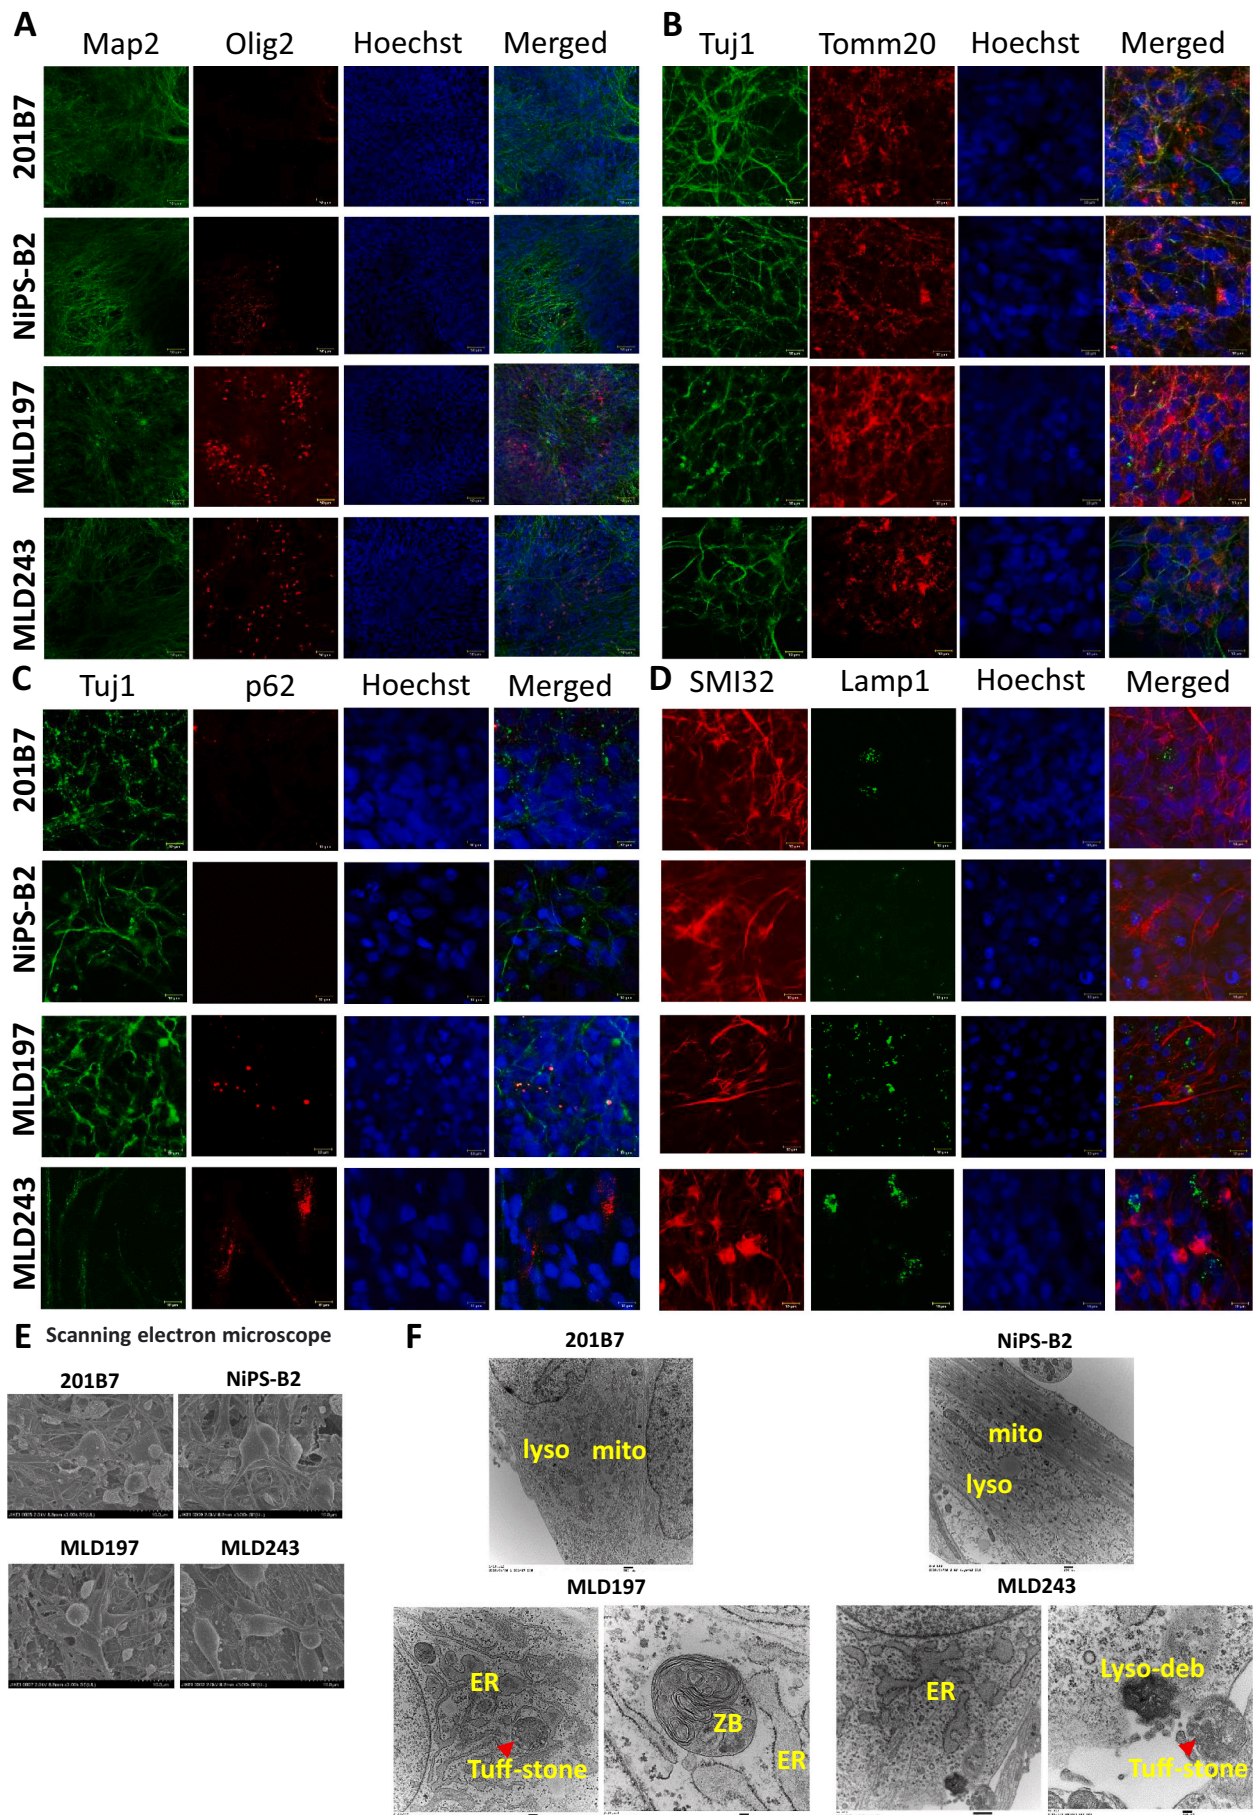 A
Map2 Olig2 Hoechst Merged
201B7
NiPS-B2
MLD197
MLD243
B
Tuj1 Tomm20 Hoechst Merged
C
Tuj1 p62 Hoechst Merged
201B7
NiPS-B2
MLD197
MLD243
D
SMI32 Lamp1 Hoechst Merged
E
Scanning electron microscope
201B7 NiPS-B2
MLD197 MLD243
F
201B7
lyso mito
NiPS-B2
mito
lyso
MLD197
ER
Tuff-stone
ZB
ER
MLD243
ER
Lyso-deb
Tuff-stone